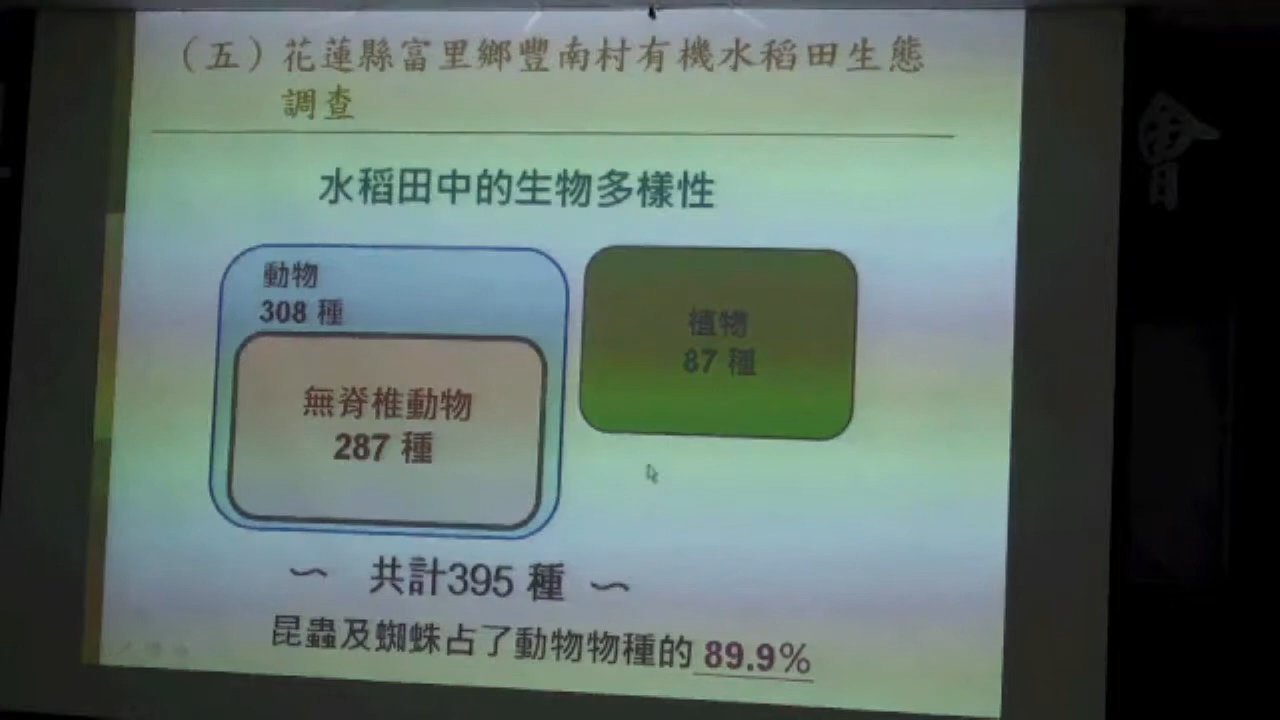 （五）花蓮縣富里鄉豐南村有機水稻田生態
調查
水稻田中的生物多樣性
動物
308 種
無脊椎動物
287 種
植物
87 種
～ 共計395 種 ～
昆蟲及蜘蛛占了動物物種的 89.9%
會